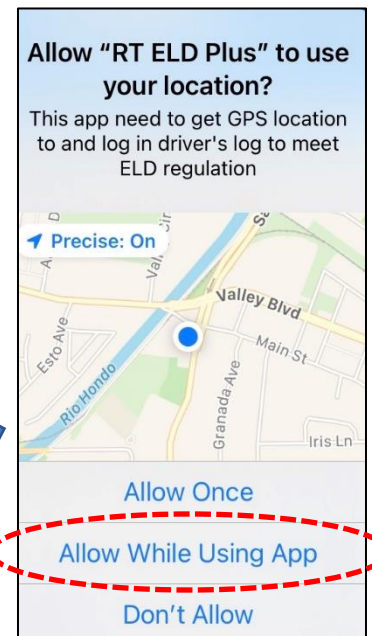 Allow “RT ELD Plus” to use
your location?
This app need to get GPS location
to and log in driver's log to meet
ELD regulation
Precise: On
Valley Blvd
Main St
Esto Ave
Rio Hondo
Granada Ave
Iris Ln
Allow Once
Allow While Using App
Don’t Allow